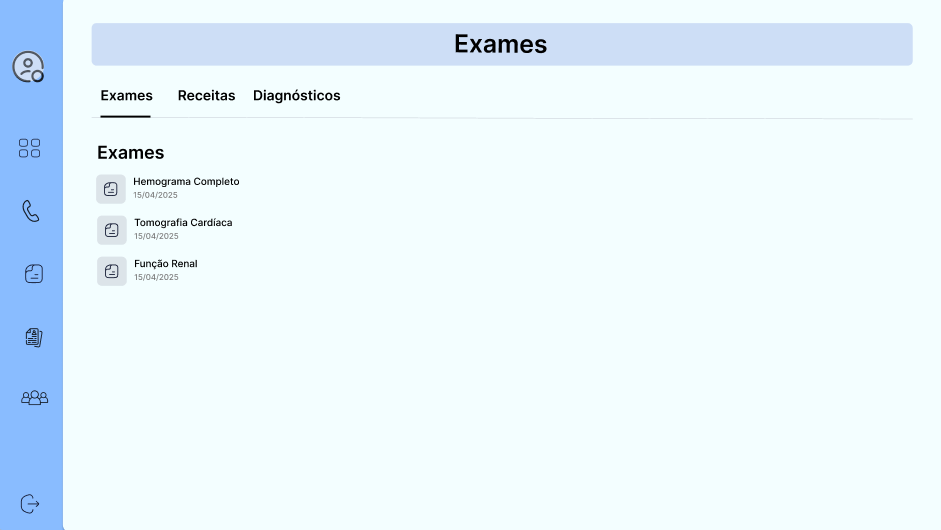 Exames
Exames Receitas Diagnósticos
Exames
Hemograma Completo
15/04/2025
Tomografia Cardíaca
15/04/2025
Função Renal
15/04/2025